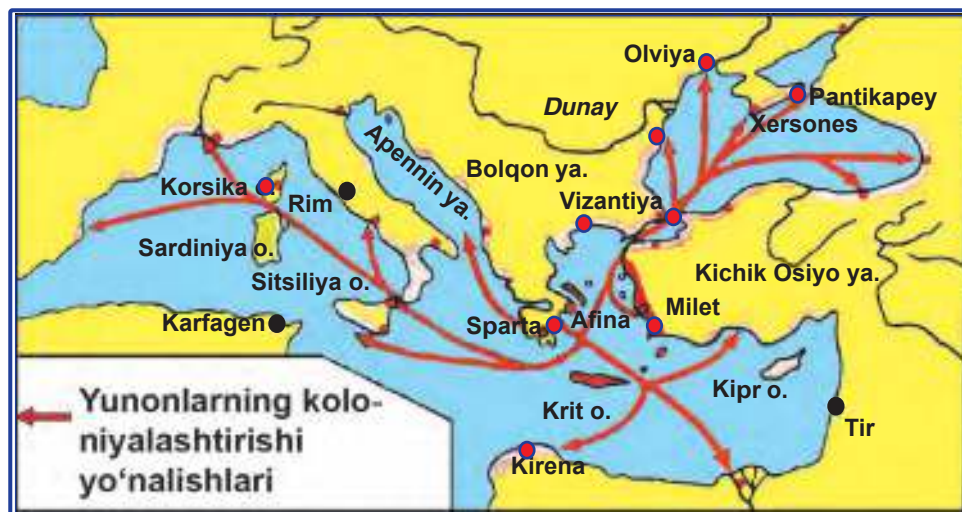 Olviya
Dunay
Pantikapey
Xersones
Apennin ya.
Bolqon ya.
Korsika o.
Rim
Vizantiya
Sardiniya o.
Sitsiliya o.
Kichik Osiyo ya.
Karfagen
Sparta
Afina
Milet
Krit o.
Kipr o.
Tir
Kirena
Yunonlarning kolo-
niyalashtirishi
yo‘nalishlari